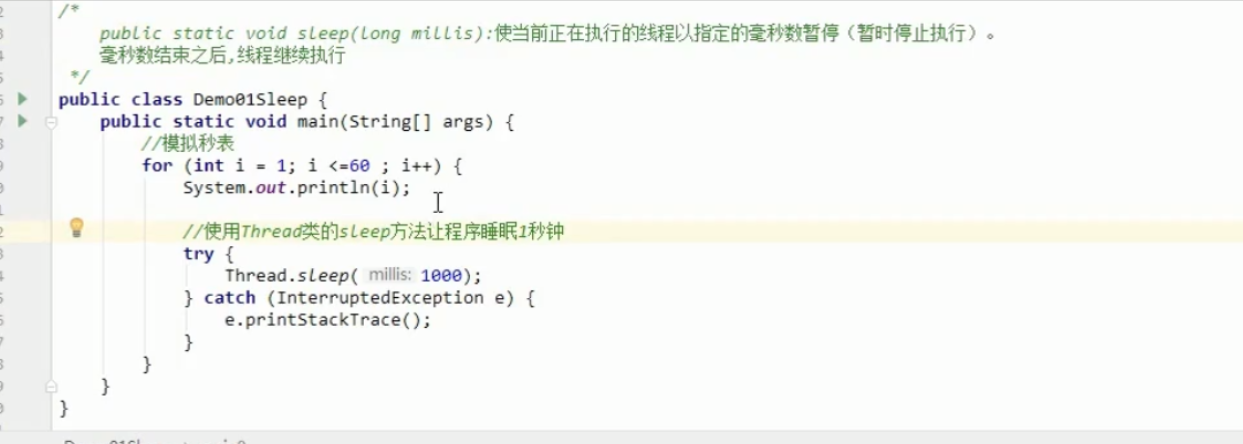 /*
public static void sleep(long millis):使当前正在执行的线程以指定的毫秒数暂停（暂时停止执行）。
毫秒数结束之后,线程继续执行
*/
public class Demo01Sleep {
public static void main(String[] args) {
//模拟秒表
for (int i = 1; i <=60 ; i++) {
System.out.println(i);
//使用Thread类的sleep方法让程序睡眠1秒钟
try {
Thread.sleep( millis: 1000);
} catch (InterruptedException e) {
e.printStackTrace();
}
}
}
}